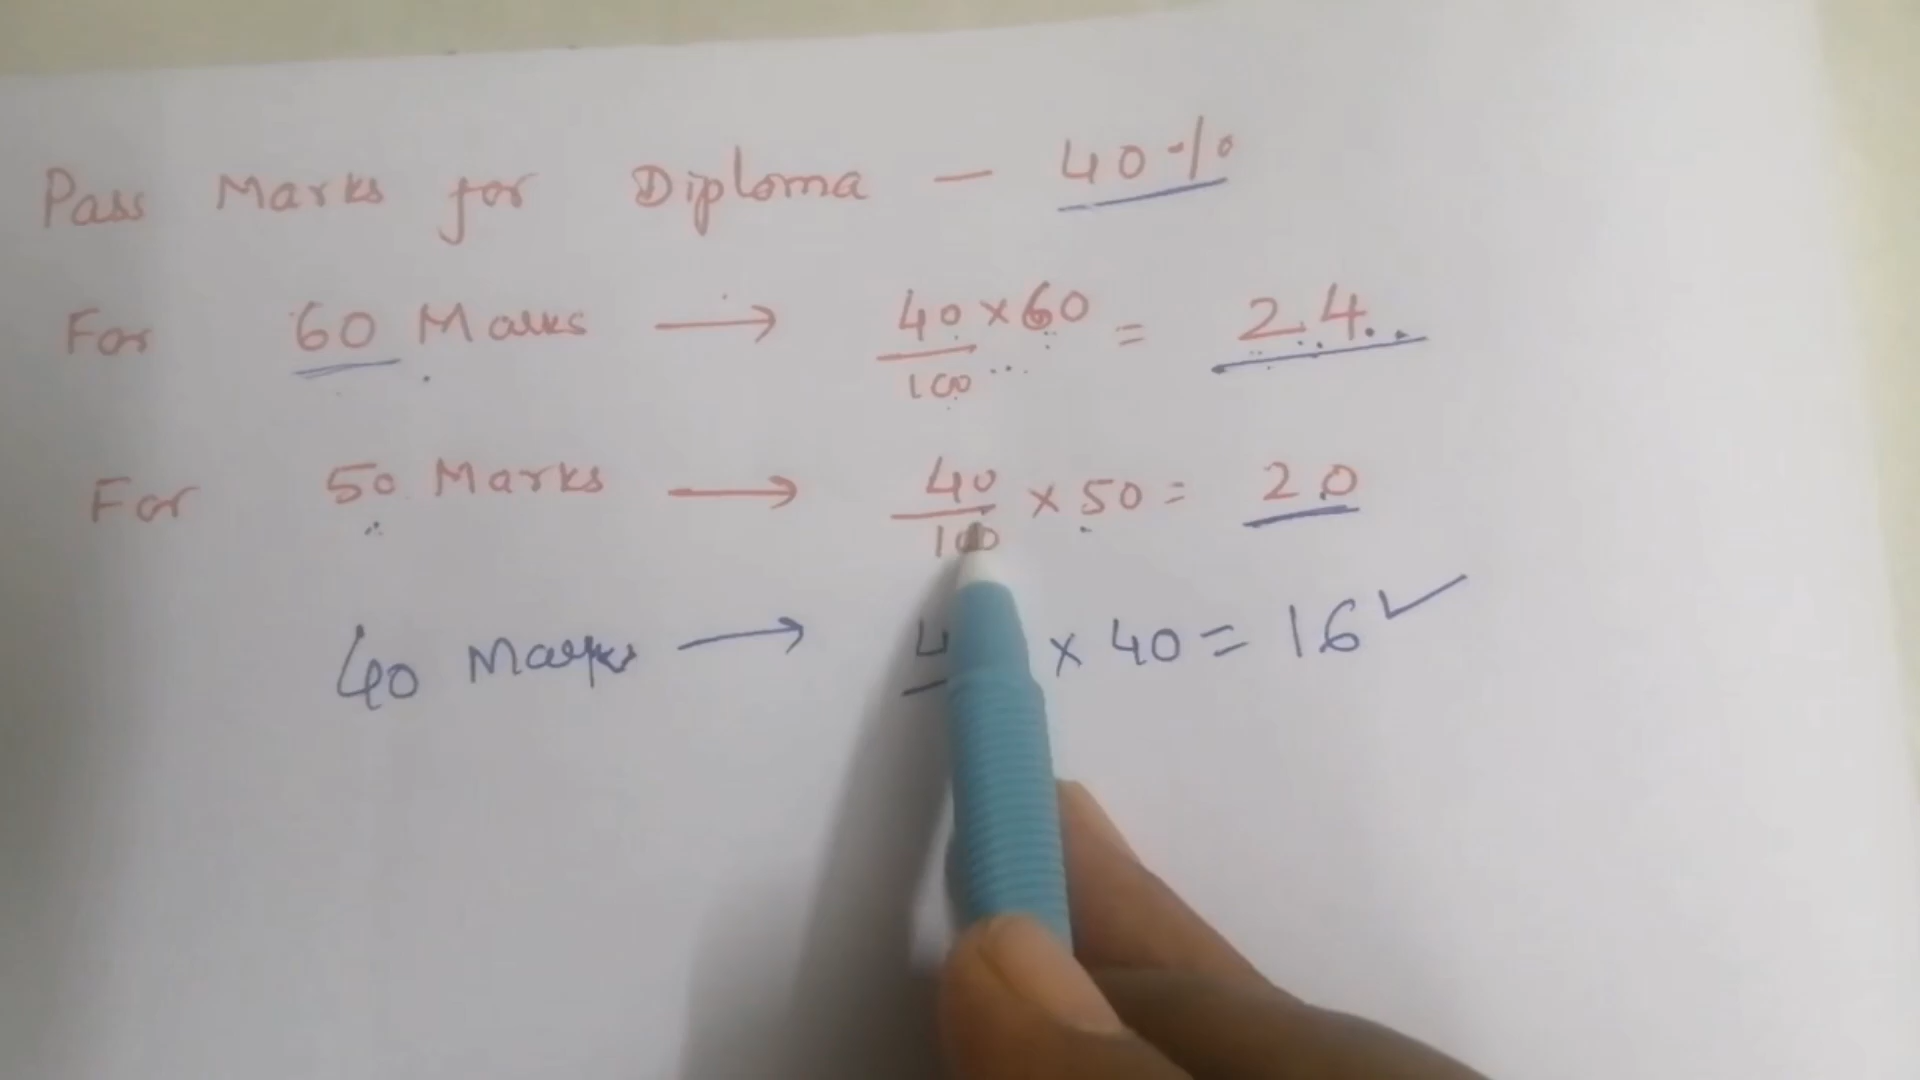 Pass Marks for Diploma - 40%
For 60 Marks → 40/100 × 60 = 24
For 50 Marks → 40/100 × 50 = 20
40 Marks → 4 × 40 = 16 ✓